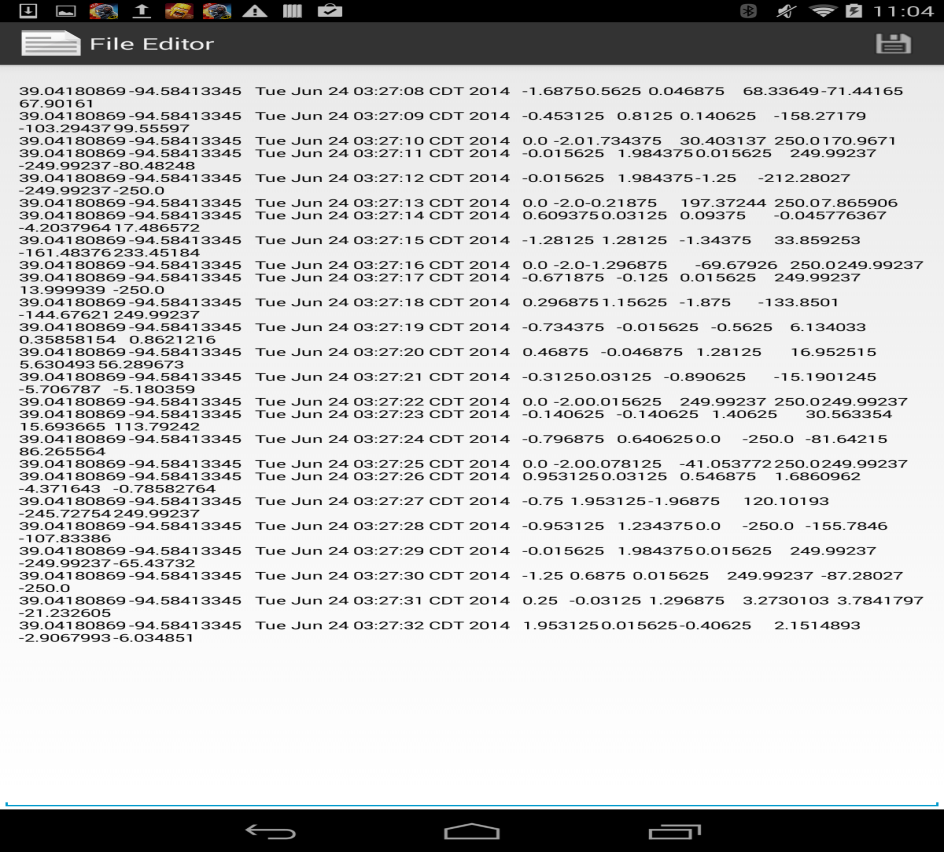 11:04
File Editor
39.04180869-94.58413345 Tue Jun 24 03:27:08 CDT 2014 -1.68750.5625 0.046875 68.33649-71.44165
67.90161
39.04180869-94.58413345 Tue Jun 24 03:27:09 CDT 2014 -0.453125 0.8125 0.140625 -158.27179
-103.29437 99.55597
39.04180869-94.58413345 Tue Jun 24 03:27:10 CDT 2014 0.0 -2.01.734375 30.403137 250.0170.9671
39.04180869-94.58413345 Tue Jun 24 03:27:11 CDT 2014 -0.015625 1.9843750.015625 249.99237
-249.99237-80.48248
39.04180869-94.58413345 Tue Jun 24 03:27:12 CDT 2014 -0.015625 1.984375-1.25 -212.28027
-249.99237-250.0
39.04180869-94.58413345 Tue Jun 24 03:27:13 CDT 2014 0.0 -2.0-0.21875 197.37244 250.07.865906
39.04180869-94.58413345 Tue Jun 24 03:27:14 CDT 2014 0.6093750.03125 0.09375 -0.045776367
-4.2037964 17.486572
39.04180869-94.58413345 Tue Jun 24 03:27:15 CDT 2014 -1.28125 1.28125 -1.34375 33.859253
-161.48376 233.45184
39.04180869-94.58413345 Tue Jun 24 03:27:16 CDT 2014 0.0 -2.0-1.296875 -69.67926 250.0249.99237
39.04180869-94.58413345 Tue Jun 24 03:27:17 CDT 2014 -0.671875 -0.125 0.015625 249.99237
13.999939 -250.0
39.04180869-94.58413345 Tue Jun 24 03:27:18 CDT 2014 0.296875 1.15625 -1.875 -133.8501
-144.67621 249.99237
39.04180869-94.58413345 Tue Jun 24 03:27:19 CDT 2014 -0.734375 -0.015625 -0.5625 6.134033
0.35858154 0.8621216
39.04180869-94.58413345 Tue Jun 24 03:27:20 CDT 2014 0.46875 -0.046875 1.28125 16.952515
5.630493 56.289673
39.04180869-94.58413345 Tue Jun 24 03:27:21 CDT 2014 -0.31250.03125 -0.890625 -15.1901245
-5.706787 -5.180359
39.04180869-94.58413345 Tue Jun 24 03:27:22 CDT 2014 0.0 -2.00.015625 249.99237 250.0249.99237
39.04180869-94.58413345 Tue Jun 24 03:27:23 CDT 2014 -0.140625 -0.140625 1.40625 30.563354
15.693665 113.79242
39.04180869-94.58413345 Tue Jun 24 03:27:24 CDT 2014 -0.796875 0.6406250.0 -250.0 -81.64215
86.265564
39.04180869-94.58413345 Tue Jun 24 03:27:25 CDT 2014 0.0 -2.00.078125 -41.053772 250.0249.99237
39.04180869-94.58413345 Tue Jun 24 03:27:26 CDT 2014 0.9531250.03125 0.546875 1.6860962
-4.371643 -0.78582764
39.04180869-94.58413345 Tue Jun 24 03:27:27 CDT 2014 -0.75 1.953125-1.96875 120.10193
-245.72754 249.99237
39.04180869-94.58413345 Tue Jun 24 03:27:28 CDT 2014 -0.953125 1.2343750.0 -250.0 -155.7846
-107.83386
39.04180869-94.58413345 Tue Jun 24 03:27:29 CDT 2014 -0.015625 1.9843750.015625 249.99237
-249.99237-65.43732
39.04180869-94.58413345 Tue Jun 24 03:27:30 CDT 2014 -1.25 0.6875 0.015625 249.99237 -87.28027
-250.0
39.04180869-94.58413345 Tue Jun 24 03:27:31 CDT 2014 0.25 -0.03125 1.296875 3.2730103 3.7841797
-21.232605
39.04180869-94.58413345 Tue Jun 24 03:27:32 CDT 2014 1.9531250.015625-0.40625 2.1514893
-2.9067993-6.034851